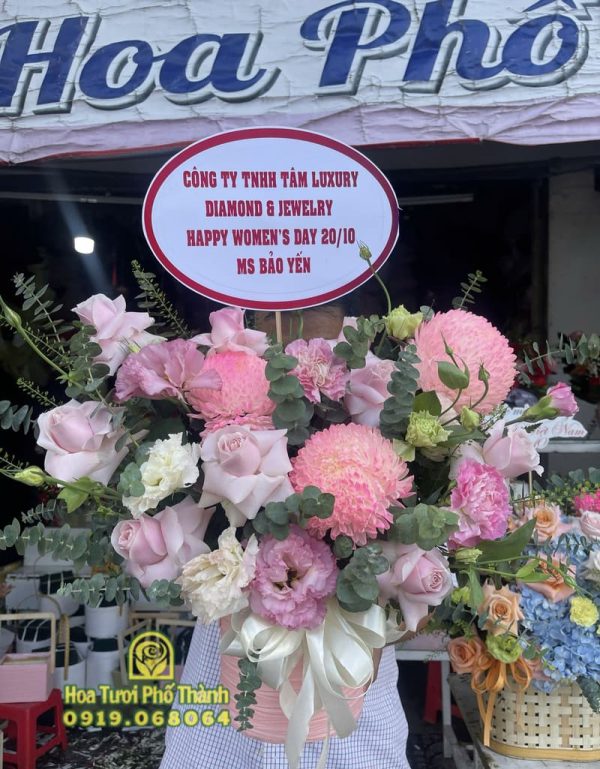 Hoa Phố
CÔNG TY TNHH TÂM LUXURY
DIAMOND & JEWELRY
HAPPY WOMEN'S DAY 20/10
MS BẢO YẾN
Nam
Hoa Tươi Phố Thành
0919.068064